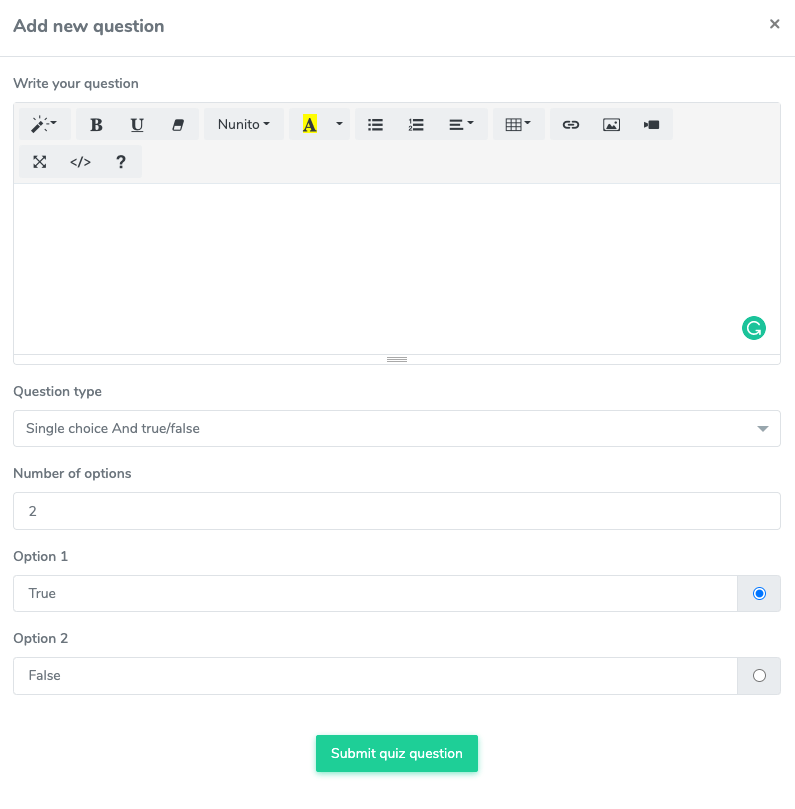 Add new question ×
Write your question
B U Nunito A
</> ?
Question type
Single choice And true/false
Number of options
2
Option 1
True
Option 2
False
Submit quiz question